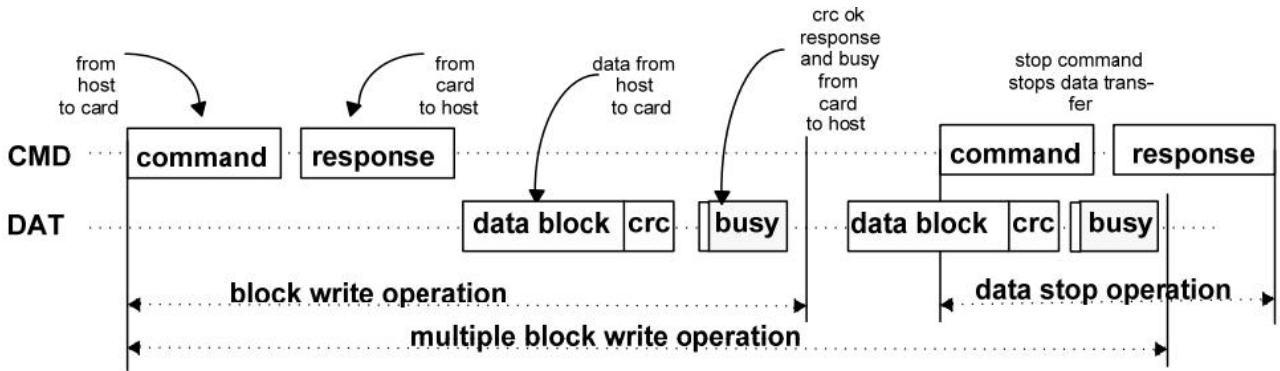 from
host
to card
from
card
to host
data from
host
to card
crc ok
response
and busy
from
card
to host
stop command
stops data trans-
fer
CMD command response command response
DAT data block crc busy data block crc busy
block write operation data stop operation
multiple block write operation